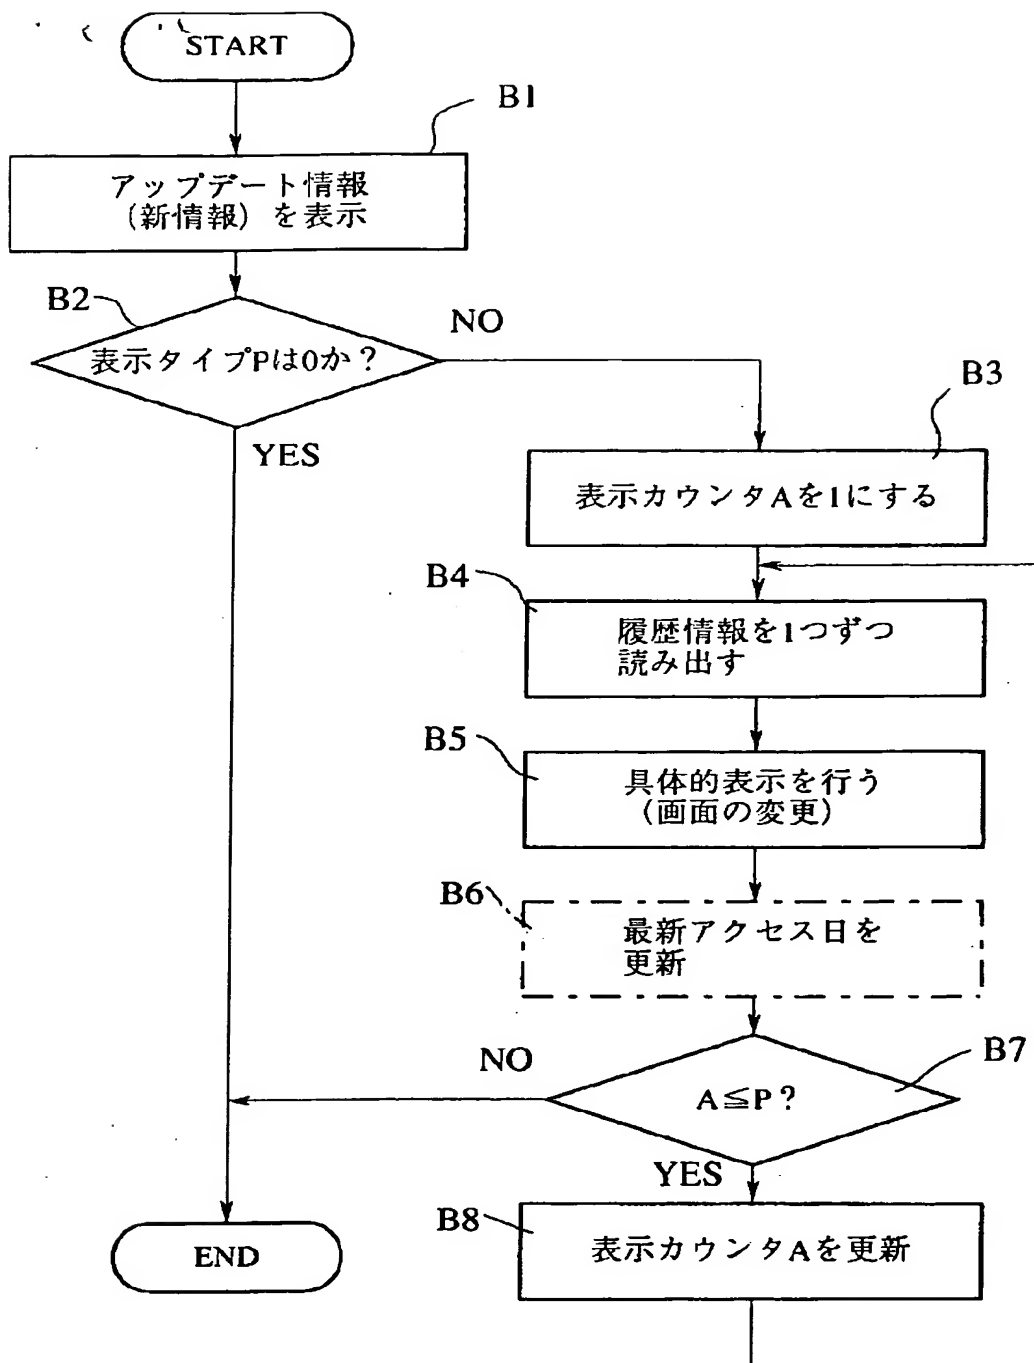 START
B1
アップデート情報
(新情報)を表示
B2
表示タイプPは0か?
NO
YES
B3
表示カウンタAを1にする
B4
履歴情報を1つずつ
読み出す
B5
具体的表示を行う
(画面の変更)
B6
最新アクセス日を
更新
B7
A≦P?
NO
YES
B8
表示カウンタAを更新
END